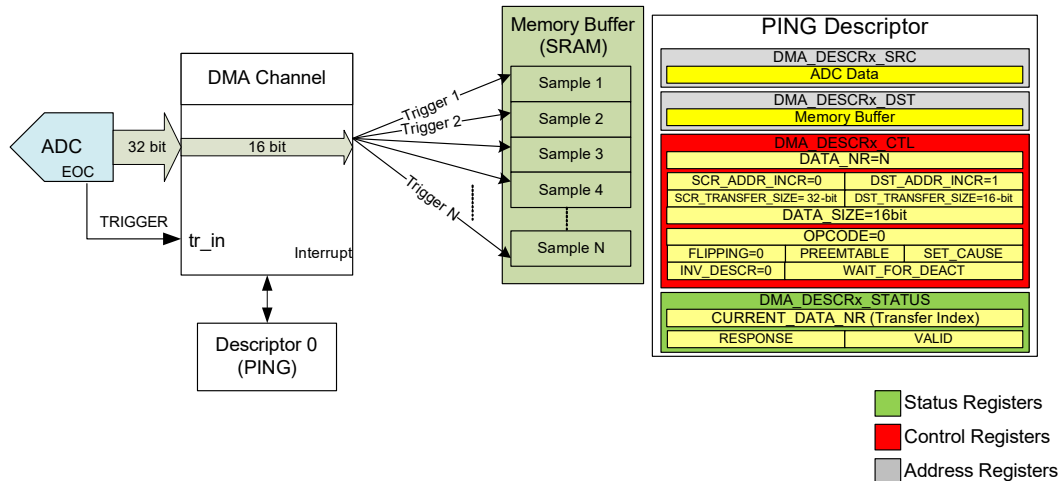 DMA Channel
ADC
EOC
32 bit
16 bit
TRIGGER
tr_in
Interrupt
Descriptor 0
(PING)
Trigger 1
Trigger 2
Trigger N
Memory Buffer
(SRAM)
Sample 1
Sample 2
Sample 3
Sample 4
Sample N
PING Descriptor
DMA_DESCRx_SRC
ADC Data
DMA_DESCRx_DST
Memory Buffer
DMA_DESCRx_CTL
DATA_NR=N
SCR_ADDR_INCR=0 DST_ADDR_INCR=1
SCR_TRANSFER_SIZE= 32-bit DST_TRANSFER_SIZE=16-bit
DATA_SIZE=16bit
OPCODE=0
FLIPPING=0 PREEMTABLE SET_CAUSE
INV_DESCR=0 WAIT_FOR_DEACT
DMA_DESCRx_STATUS
CURRENT_DATA_NR (Transfer Index)
RESPONSE VALID
Status Registers
Control Registers
Address Registers